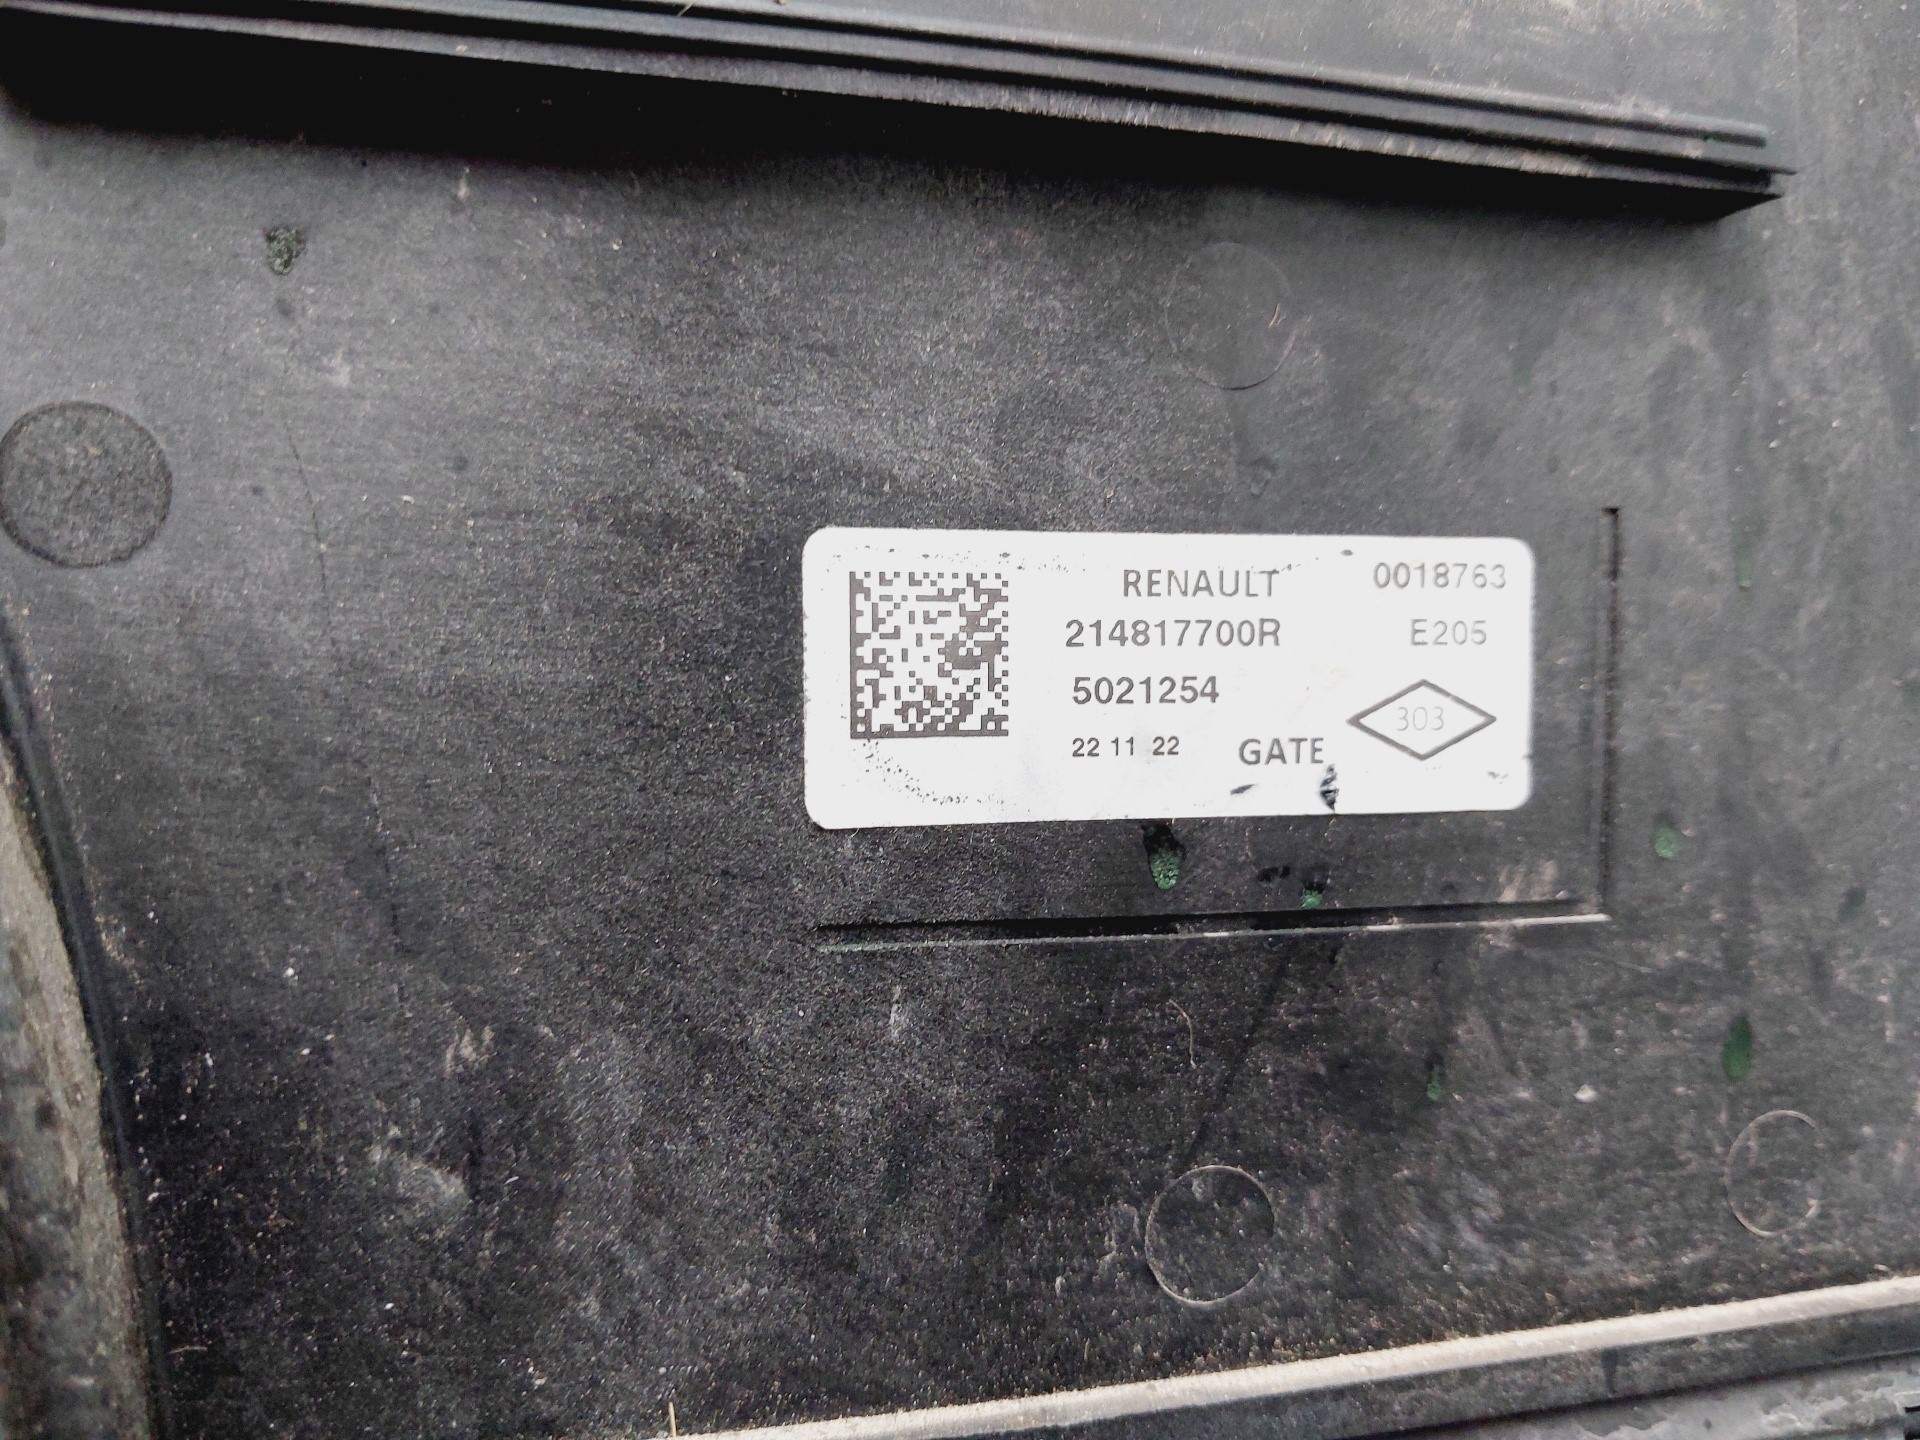 RENAULT 0018763
214817700R E205
5021254
303
22 11 22 GATE